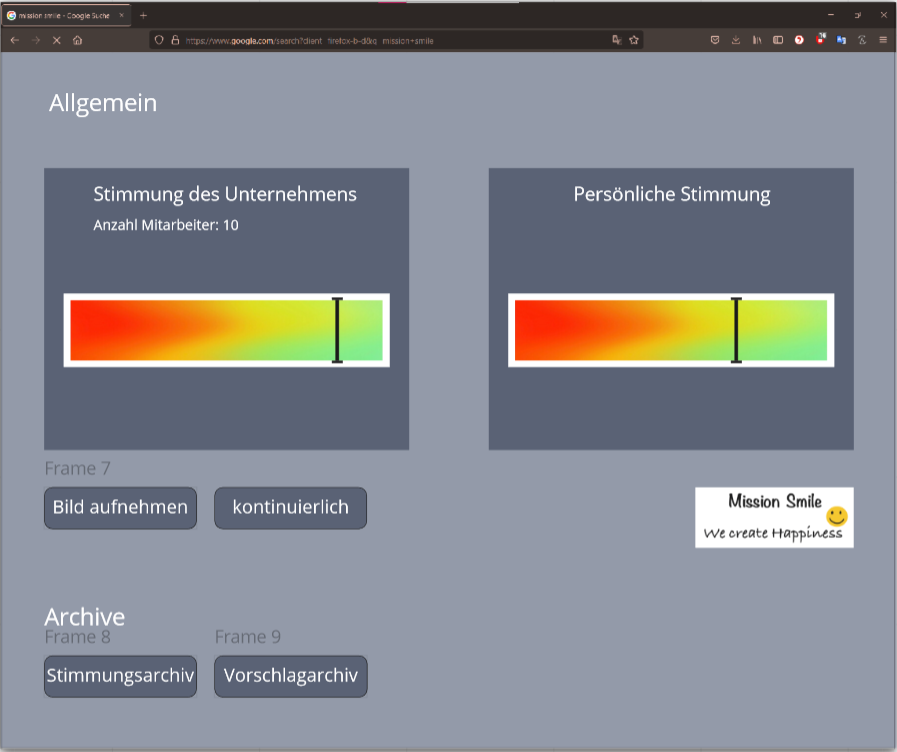 mission smile - Google Suche
https://www.google.com/search?client
mission+smile
Allgemein
Stimmung des Unternehmens
Anzahl Mitarbeiter: 10
Persönliche Stimmung
Frame 7
Bild aufnehmen
kontinuierlich
Mission Smile
We create Happiness
Archive
Frame 8
Frame 9
Stimmungsarchiv
Vorschlagarchiv